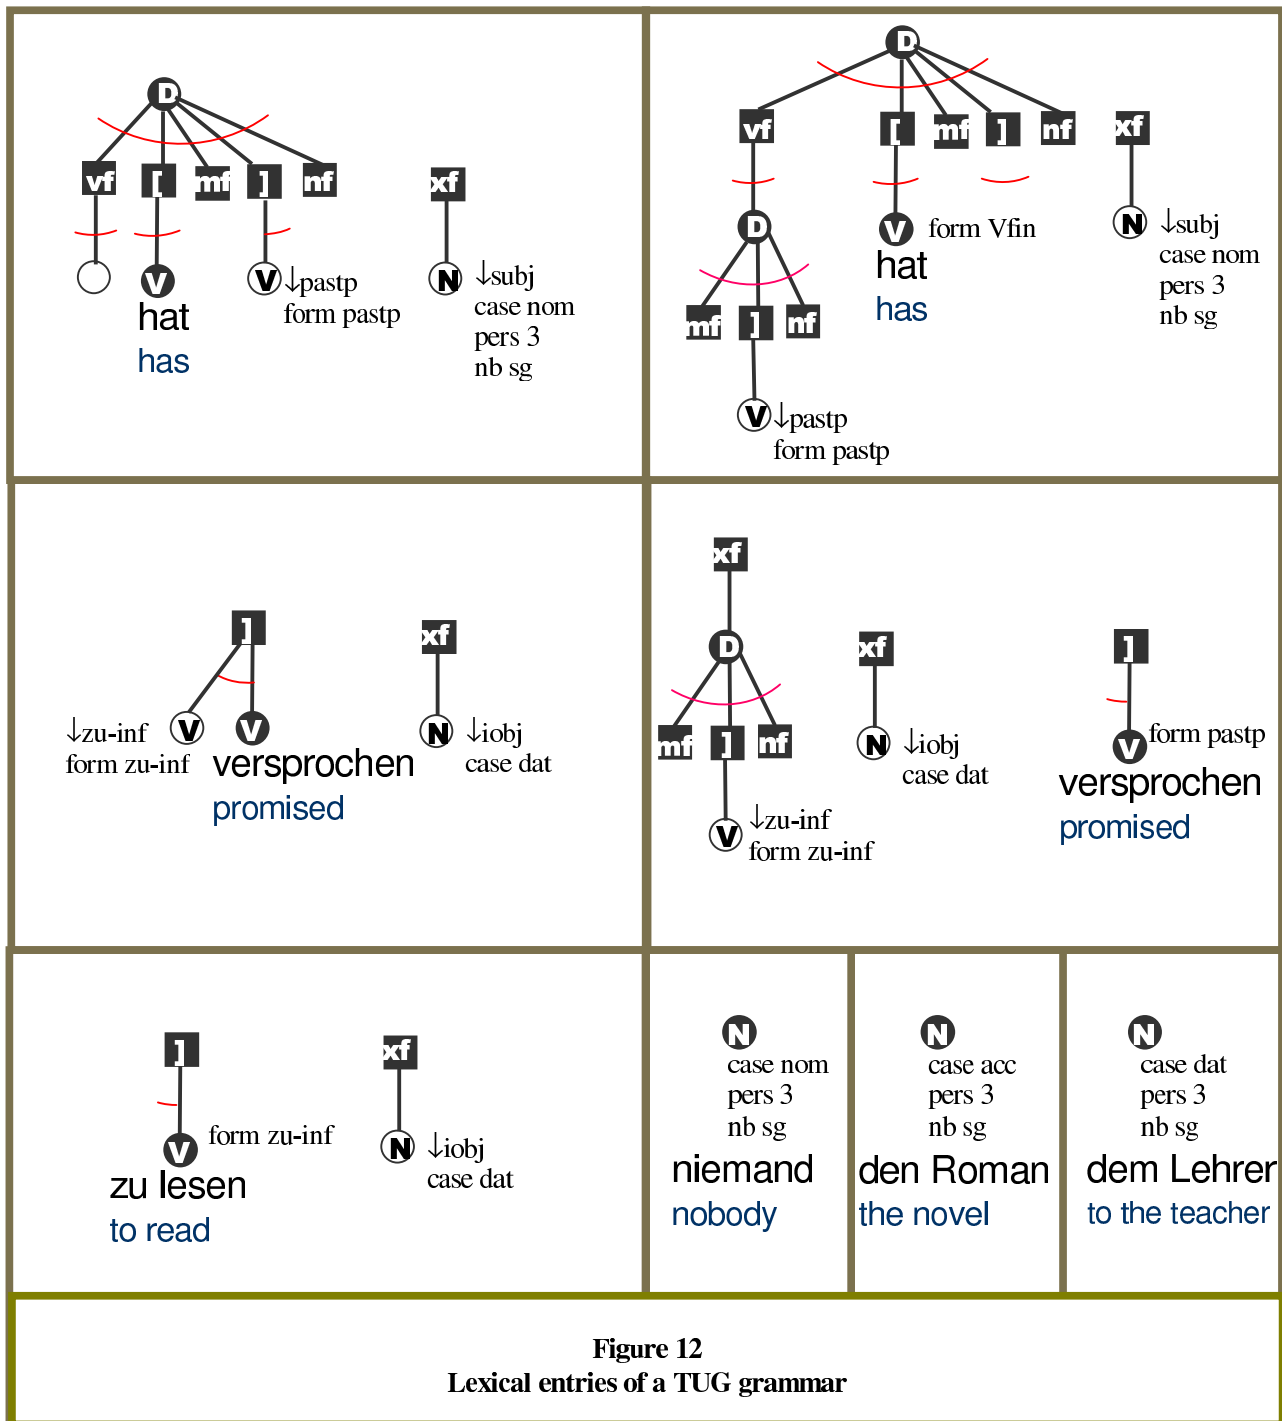 D
vf [ mf ] nf xf
V V ↓pastp N ↓subj
form pastp case nom
hat pers 3
has nb sg
D
vf [ mf ] nf xf
D V form Vfin N ↓subj
hat case nom
has pers 3
nb sg
mf ] nf
V ↓pastp
form pastp
] xf
↓zu-inf V V N ↓iobj
form zu-inf versprochen case dat
promised
xf
D xf ]
mf ] nf N ↓iobj V form pastp
case dat versprochen
V ↓zu-inf promised
form zu-inf
] xf
V form zu-inf N ↓iobj
zu lesen case dat
to read
N
case nom
pers 3
nb sg
niemand
nobody
N
case acc
pers 3
nb sg
den Roman
the novel
N
case dat
pers 3
nb sg
dem Lehrer
to the teacher
Figure 12
Lexical entries of a TUG grammar